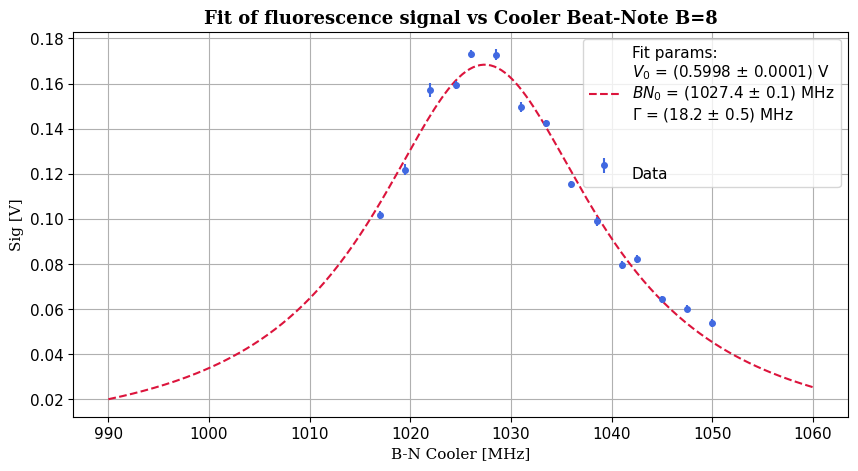 Fit of fluorescence signal vs Cooler Beat-Note B=8
Sig [V]
0.18
0.16
0.14
0.12
0.10
0.08
0.06
0.04
0.02
Fit params:
V₀ = (0.5998 ± 0.0001) V
BN₀ = (1027.4 ± 0.1) MHz
Γ = (18.2 ± 0.5) MHz
Data
990 1000 1010 1020 1030 1040 1050 1060
B-N Cooler [MHz]